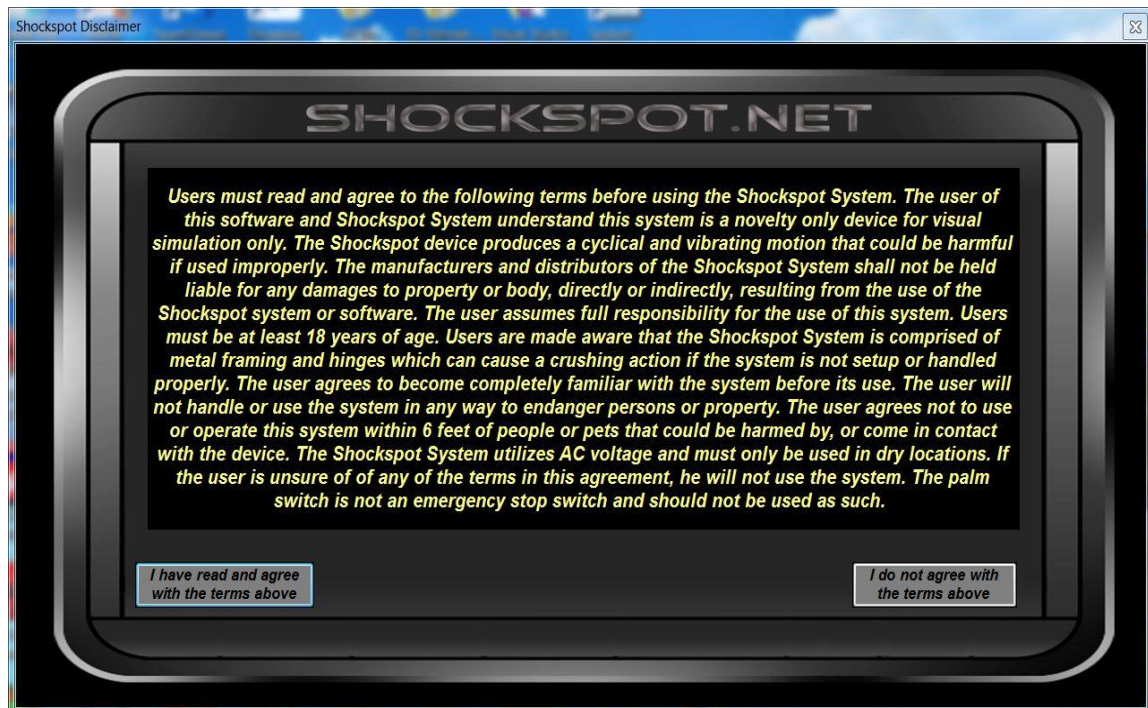 Shockspot Disclaimer
SHOCKSPOT.NET
Users must read and agree to the following terms before using the Shockspot System. The user of
this software and Shockspot System understand this system is a novelty only device for visual
simulation only. The Shockspot device produces a cyclical and vibrating motion that could be harmful
if used improperly. The manufacturers and distributors of the Shockspot System shall not be held
liable for any damages to property or body, directly or indirectly, resulting from the use of the
Shockspot system or software. The user assumes full responsibility for the use of this system. Users
must be at least 18 years of age. Users are made aware that the Shockspot System is comprised of
metal framing and hinges which can cause a crushing action if the system is not setup or handled
properly. The user agrees to become completely familiar with the system before its use. The user will
not handle or use the system in any way to endanger persons or property. The user agrees not to use
or operate this system within 6 feet of people or pets that could be harmed by, or come in contact
with the device. The Shockspot System utilizes AC voltage and must only be used in dry locations. If
the user is unsure of of any of the terms in this agreement, he will not use the system. The palm
switch is not an emergency stop switch and should not be used as such.
I have read and agree
with the terms above
I do not agree with
the terms above